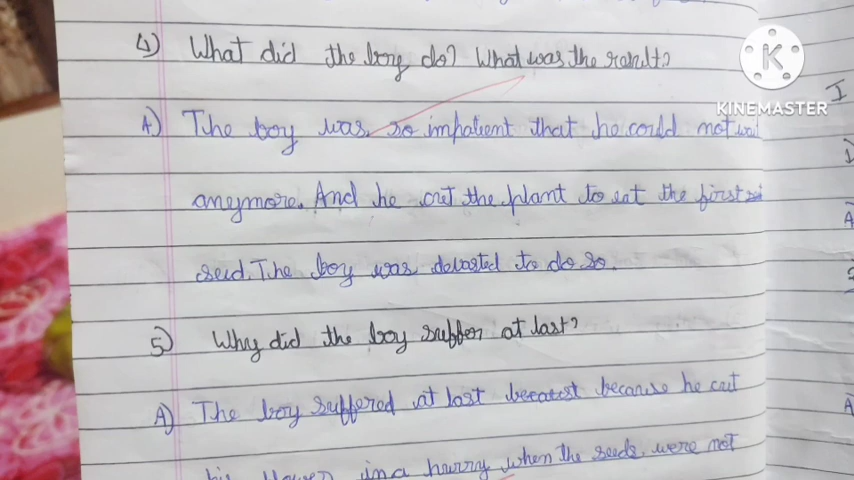 4) What did the boy do? What was the result?
KINEMASTER
A) The boy was so impatient that he could not wait
anymore. And he cut the plant to eat the first
seed. The boy was devasted to do so.
5) Why did the boy suffer at last?
A) The boy suffered at last because he cut
in a hurry when the seeds were not